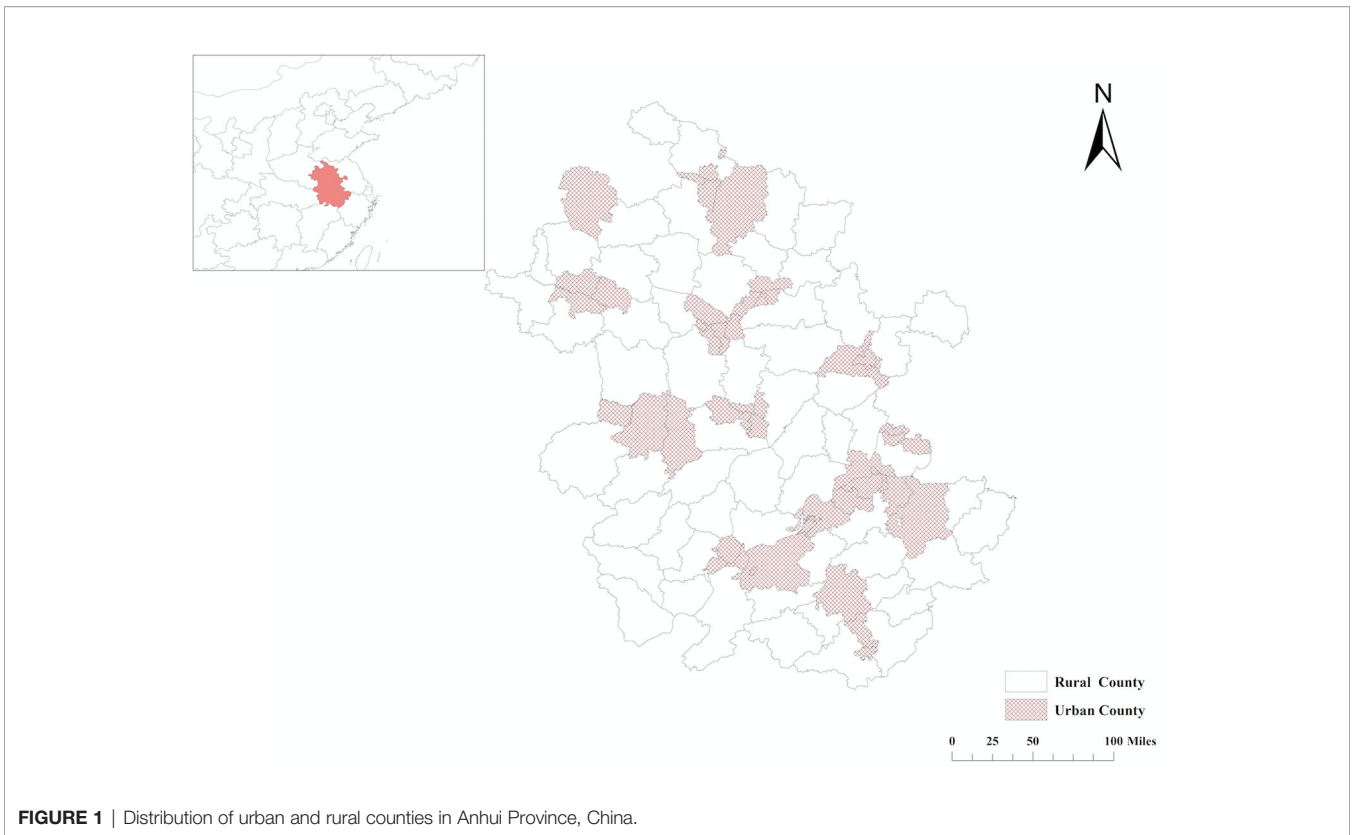 N
Rural County
Urban County
0 25 50 100 Miles
FIGURE 1 | Distribution of urban and rural counties in Anhui Province, China.